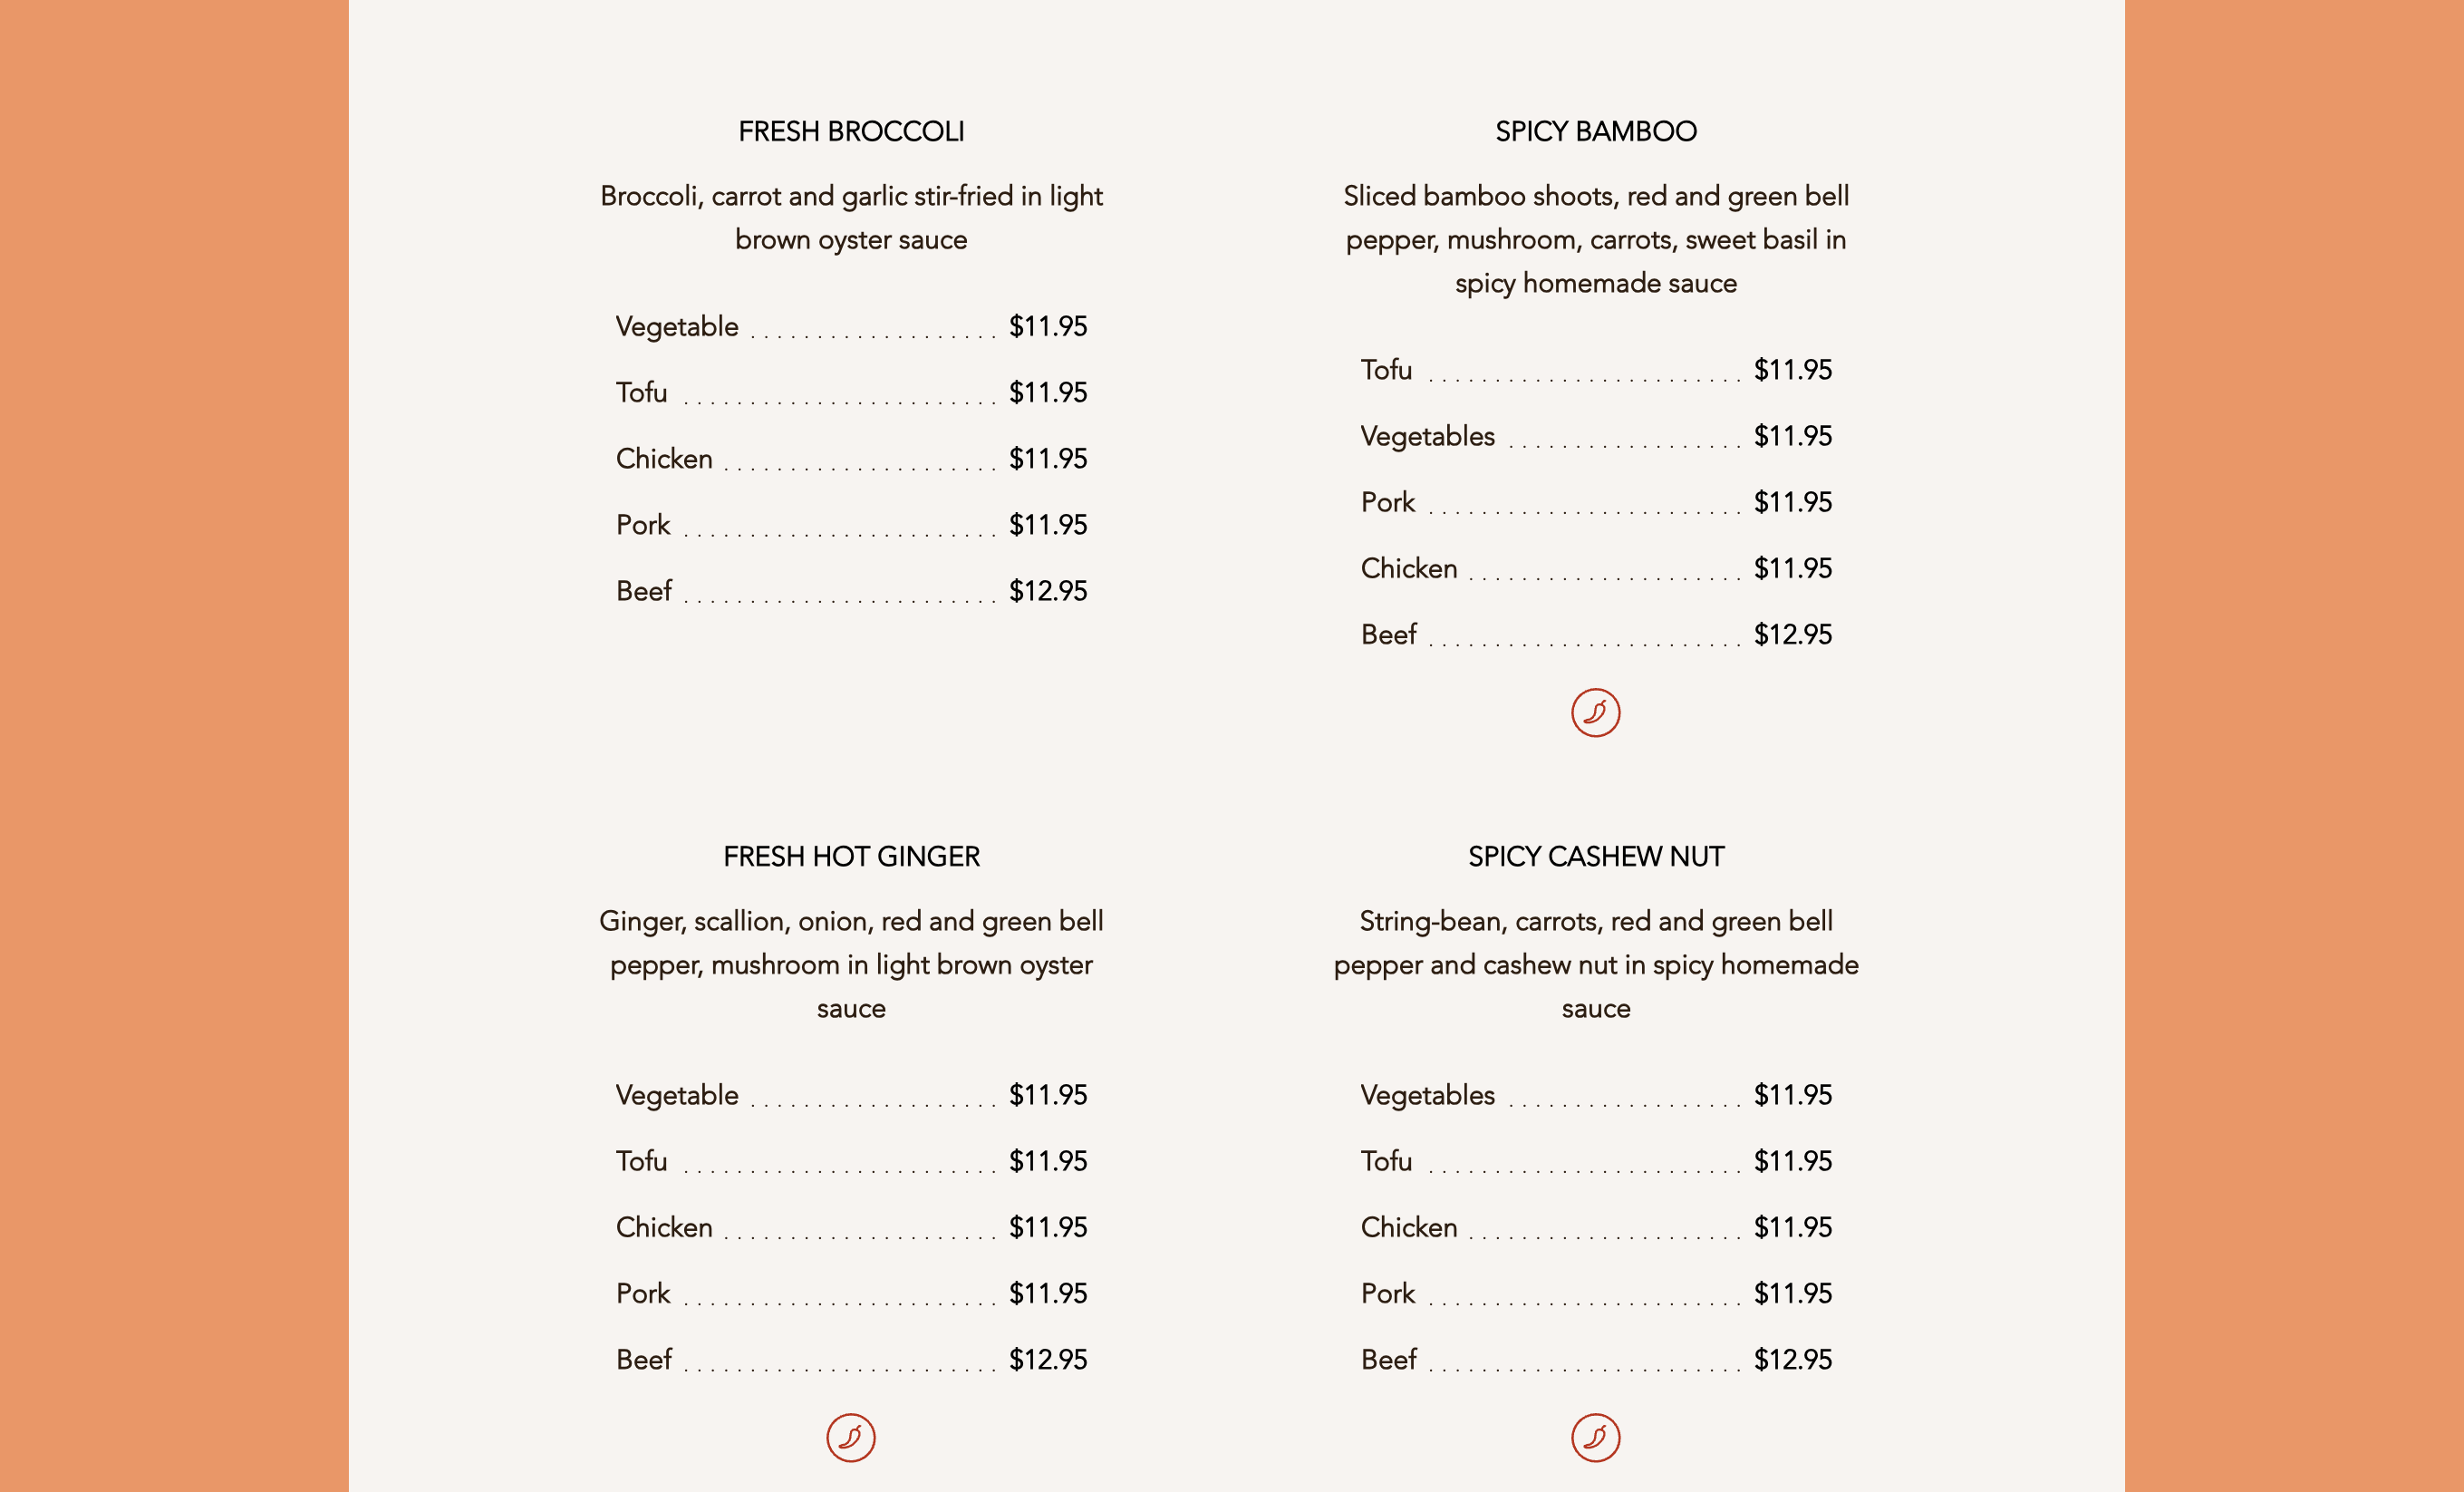 FRESH BROCCOLI
Broccoli, carrot and garlic stir-fried in light
brown oyster sauce
Vegetable . . . . . . . . . . . . . . . . . . . $11.95
Tofu . . . . . . . . . . . . . . . . . . . . . . . . $11.95
Chicken . . . . . . . . . . . . . . . . . . . . . $11.95
Pork . . . . . . . . . . . . . . . . . . . . . . . . $11.95
Beef . . . . . . . . . . . . . . . . . . . . . . . . $12.95
SPICY BAMBOO
Sliced bamboo shoots, red and green bell
pepper, mushroom, carrots, sweet basil in
spicy homemade sauce
Tofu . . . . . . . . . . . . . . . . . . . . . . . . $11.95
Vegetables . . . . . . . . . . . . . . . . . . $11.95
Pork . . . . . . . . . . . . . . . . . . . . . . . . $11.95
Chicken . . . . . . . . . . . . . . . . . . . . . $11.95
Beef . . . . . . . . . . . . . . . . . . . . . . . . $12.95
FRESH HOT GINGER
Ginger, scallion, onion, red and green bell
pepper, mushroom in light brown oyster
sauce
Vegetable . . . . . . . . . . . . . . . . . . . $11.95
Tofu . . . . . . . . . . . . . . . . . . . . . . . . $11.95
Chicken . . . . . . . . . . . . . . . . . . . . . $11.95
Pork . . . . . . . . . . . . . . . . . . . . . . . . $11.95
Beef . . . . . . . . . . . . . . . . . . . . . . . . $12.95
SPICY CASHEW NUT
String-bean, carrots, red and green bell
pepper and cashew nut in spicy homemade
sauce
Vegetables . . . . . . . . . . . . . . . . . . $11.95
Tofu . . . . . . . . . . . . . . . . . . . . . . . . $11.95
Chicken . . . . . . . . . . . . . . . . . . . . . $11.95
Pork . . . . . . . . . . . . . . . . . . . . . . . . $11.95
Beef . . . . . . . . . . . . . . . . . . . . . . . . $12.95